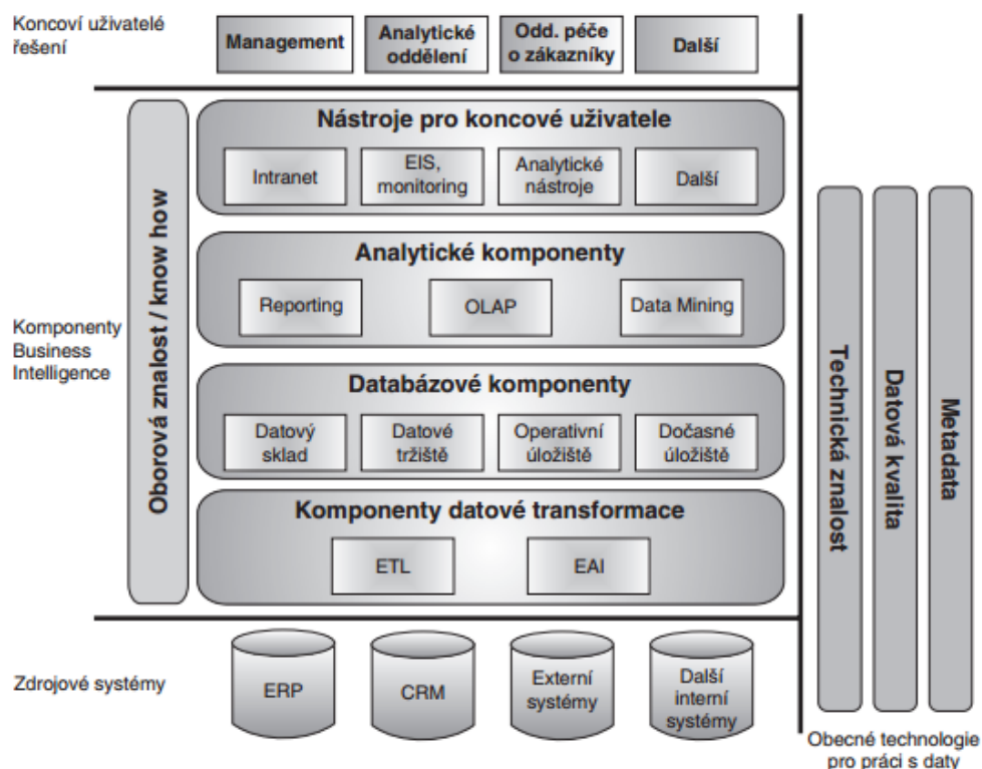 Koncoví uživatelé
řešení
Management
Analytické
oddělení
Odd. péče
o zákazníky
Další
Nástroje pro koncové uživatele
Intranet
EIS,
monitoring
Analytické
nástroje
Další
Analytické komponenty
Reporting
OLAP
Data Mining
Komponenty
Business
Intelligence
Oborová znalost / know how
Databázové komponenty
Datový
sklad
Datové
tržiště
Operativní
úložiště
Dočasné
úložiště
Komponenty datové transformace
ETL
EAI
Zdrojové systémy
ERP
CRM
Externí
systémy
Další
interní
systémy
Technická znalost
Datová kvalita
Metadata
Obecné technologie
pro práci s daty